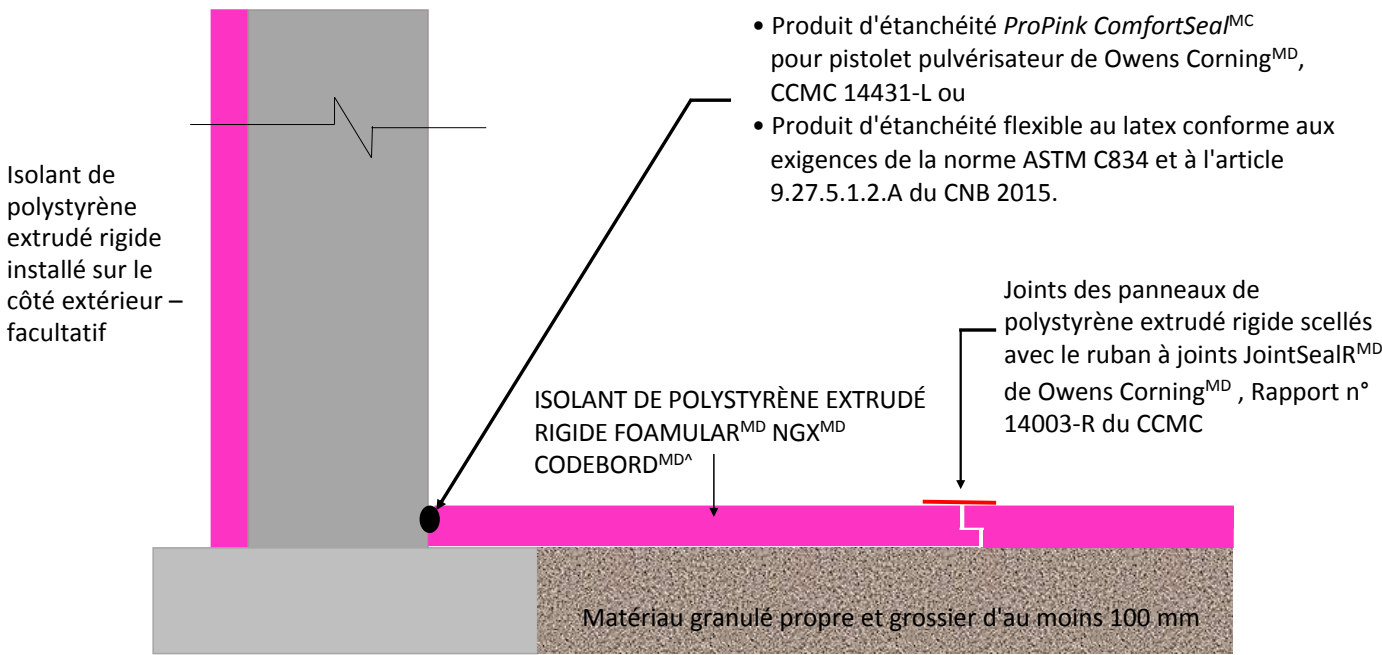 • Produit d'étanchéité ProPink ComfortSealMC
pour pistolet pulvérisateur de Owens CorningMD,
CCMC 14431-L ou
• Produit d'étanchéité flexible au latex conforme aux
exigences de la norme ASTM C834 et à l'article
9.27.5.1.2.A du CNB 2015.
Isolant de
polystyrène
extrudé rigide
installé sur le
côté extérieur –
facultatif
Joints des panneaux de
polystyrène extrudé rigide scellés
avec le ruban à joints JointSealRMD
de Owens CorningMD , Rapport n°
14003-R du CCMC
ISOLANT DE POLYSTYRÈNE EXTRUDÉ
RIGIDE FOAMULARMD NGXMD
CODEBORDMD^
Matériau granulé propre et grossier d'au moins 100 mm